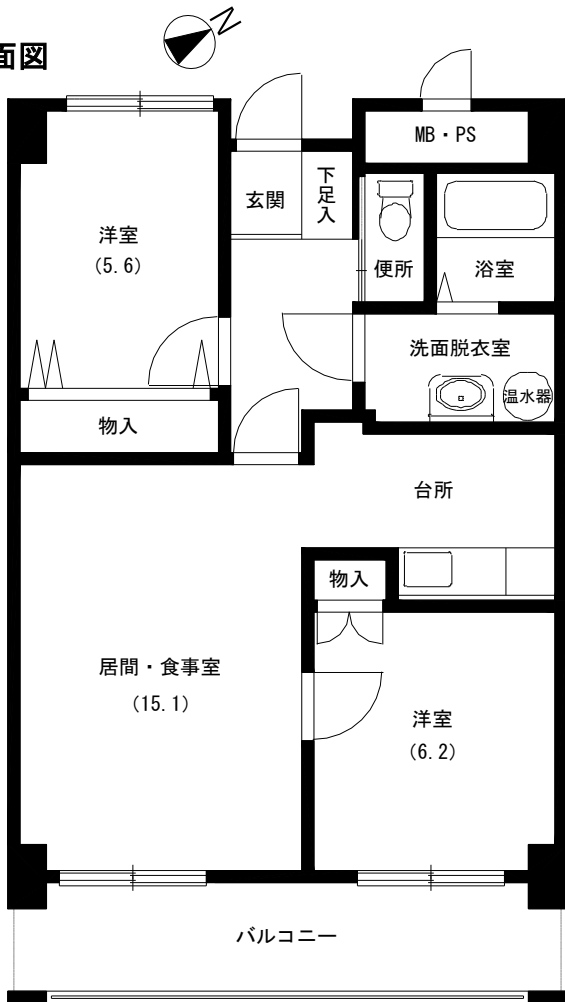 面図
N
MB・PS
玄関
下足入
洋室
(5.6)
便所
浴室
洗面脱衣室
温水器
物入
台所
物入
居間・食事室
(15.1)
洋室
(6.2)
バルコニー